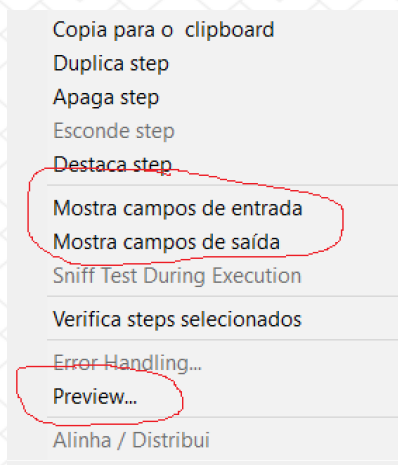 Copia para o  clipboard
Duplica step
Apaga step
Esconde step
Destaca step
Mostra campos de entrada
Mostra campos de saída
Sniff Test During Execution
Verifica steps selecionados
Error Handling...
Preview...
Alinha / Distribui